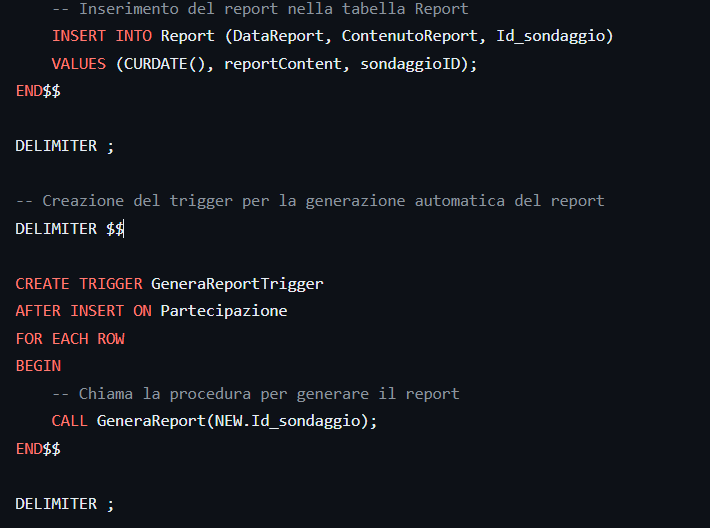 -- Inserimento del report nella tabella Report
INSERT INTO Report (DataReport, ContenutoReport, Id_sondaggio)
VALUES (CURDATE(), reportContent, sondaggioID);
END$$
DELIMITER ;
-- Creazione del trigger per la generazione automatica del report
DELIMITER $$
CREATE TRIGGER GeneraReportTrigger
AFTER INSERT ON Partecipazione
FOR EACH ROW
BEGIN
-- Chiama la procedura per generare il report
CALL GeneraReport(NEW.Id_sondaggio);
END$$
DELIMITER ;